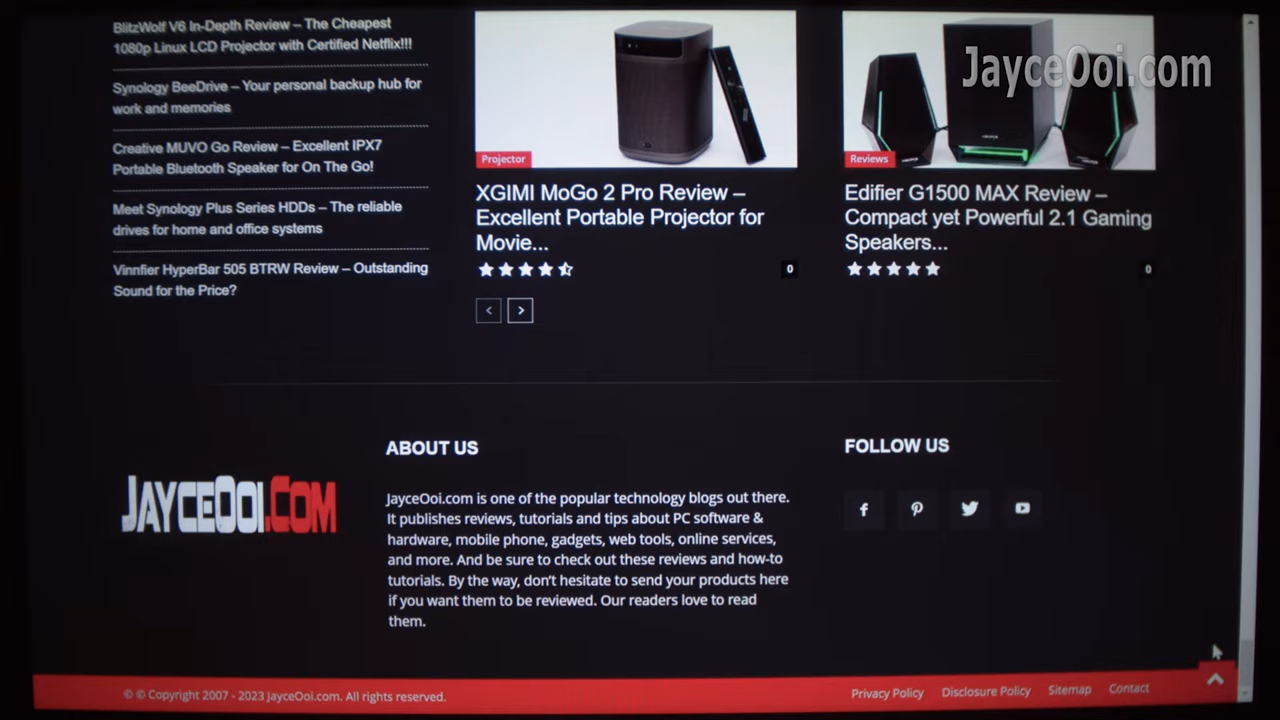 BlitzWolf V6 In-Depth Review – The Cheapest
1080p Linux LCD Projector with Certified Netflix!!!
Synology BeeDrive – Your personal backup hub for
work and memories
Creative MUVO Go Review – Excellent IPX7
Portable Bluetooth Speaker for On The Go!
Meet Synology Plus Series HDDs – The reliable
drives for home and office systems
Vinnfier HyperBar 505 BTRW Review – Outstanding
Sound for the Price?
Projector
XGIMI MoGo 2 Pro Review –
Excellent Portable Projector for
Movie...
0
JayceOoi.com
Reviews
Edifier G1500 MAX Review –
Compact yet Powerful 2.1 Gaming
Speakers...
0
JAYCEOOI.COM
ABOUT US
JayceOoi.com is one of the popular technology blogs out there.
It publishes reviews, tutorials and tips about PC software &
hardware, mobile phone, gadgets, web tools, online services,
and more. And be sure to check out these reviews and how-to
tutorials. By the way, don't hesitate to send your products here
if you want them to be reviewed. Our readers love to read
them.
FOLLOW US
© © Copyright 2007 - 2023 JayceOoi.com. All rights reserved.
Privacy Policy Disclosure Policy Sitemap Contact